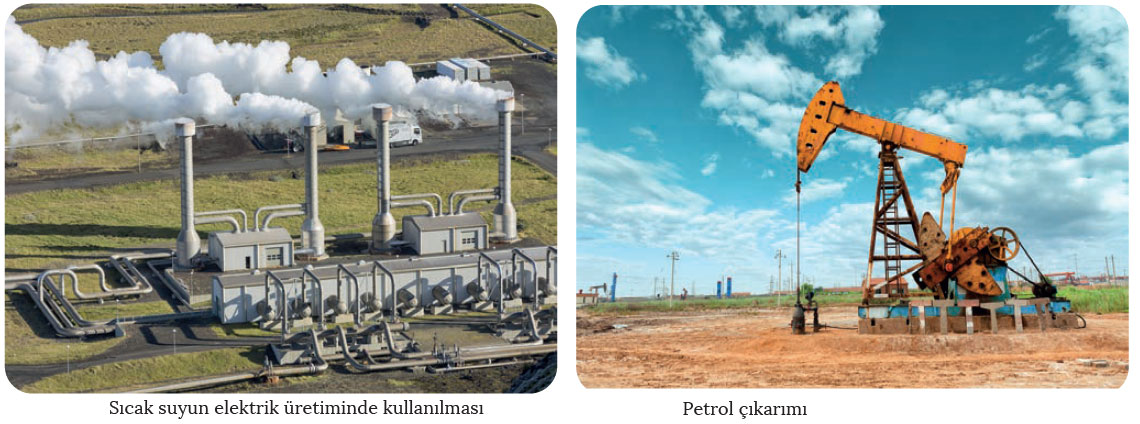 Sıcak suyun elektrik üretiminde kullanılması
Petrol çıkarımı